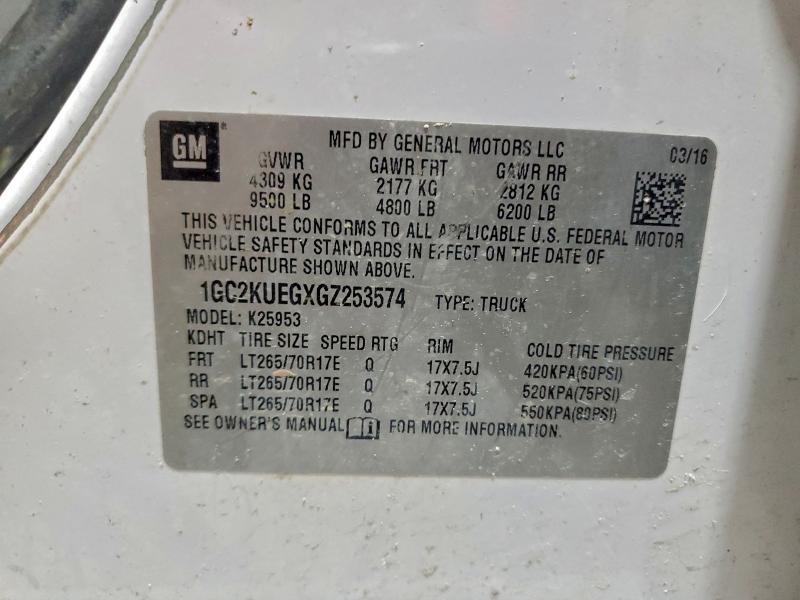 GM
MFD BY GENERAL MOTORS LLC 03/16
GVWR GAWR FRT GAWR RR
4309 KG 2177 KG 2812 KG
9500 LB 4800 LB 6200 LB
THIS VEHICLE CONFORMS TO ALL APPLICABLE U.S. FEDERAL MOTOR
VEHICLE SAFETY STANDARDS IN EFFECT ON THE DATE OF
MANUFACTURE SHOWN ABOVE.
1GC2KUEGXGZ253574 TYPE: TRUCK
MODEL: K25953
KDHT TIRE SIZE SPEED RTG RIM COLD TIRE PRESSURE
FRT LT265/70R17E Q 17X7.5J 420KPA(60PSI)
RR LT265/70R17E Q 17X7.5J 520KPA(75PSI)
SPA LT265/70R17E Q 17X7.5J 550KPA(80PSI)
SEE OWNER'S MANUAL FOR MORE INFORMATION.